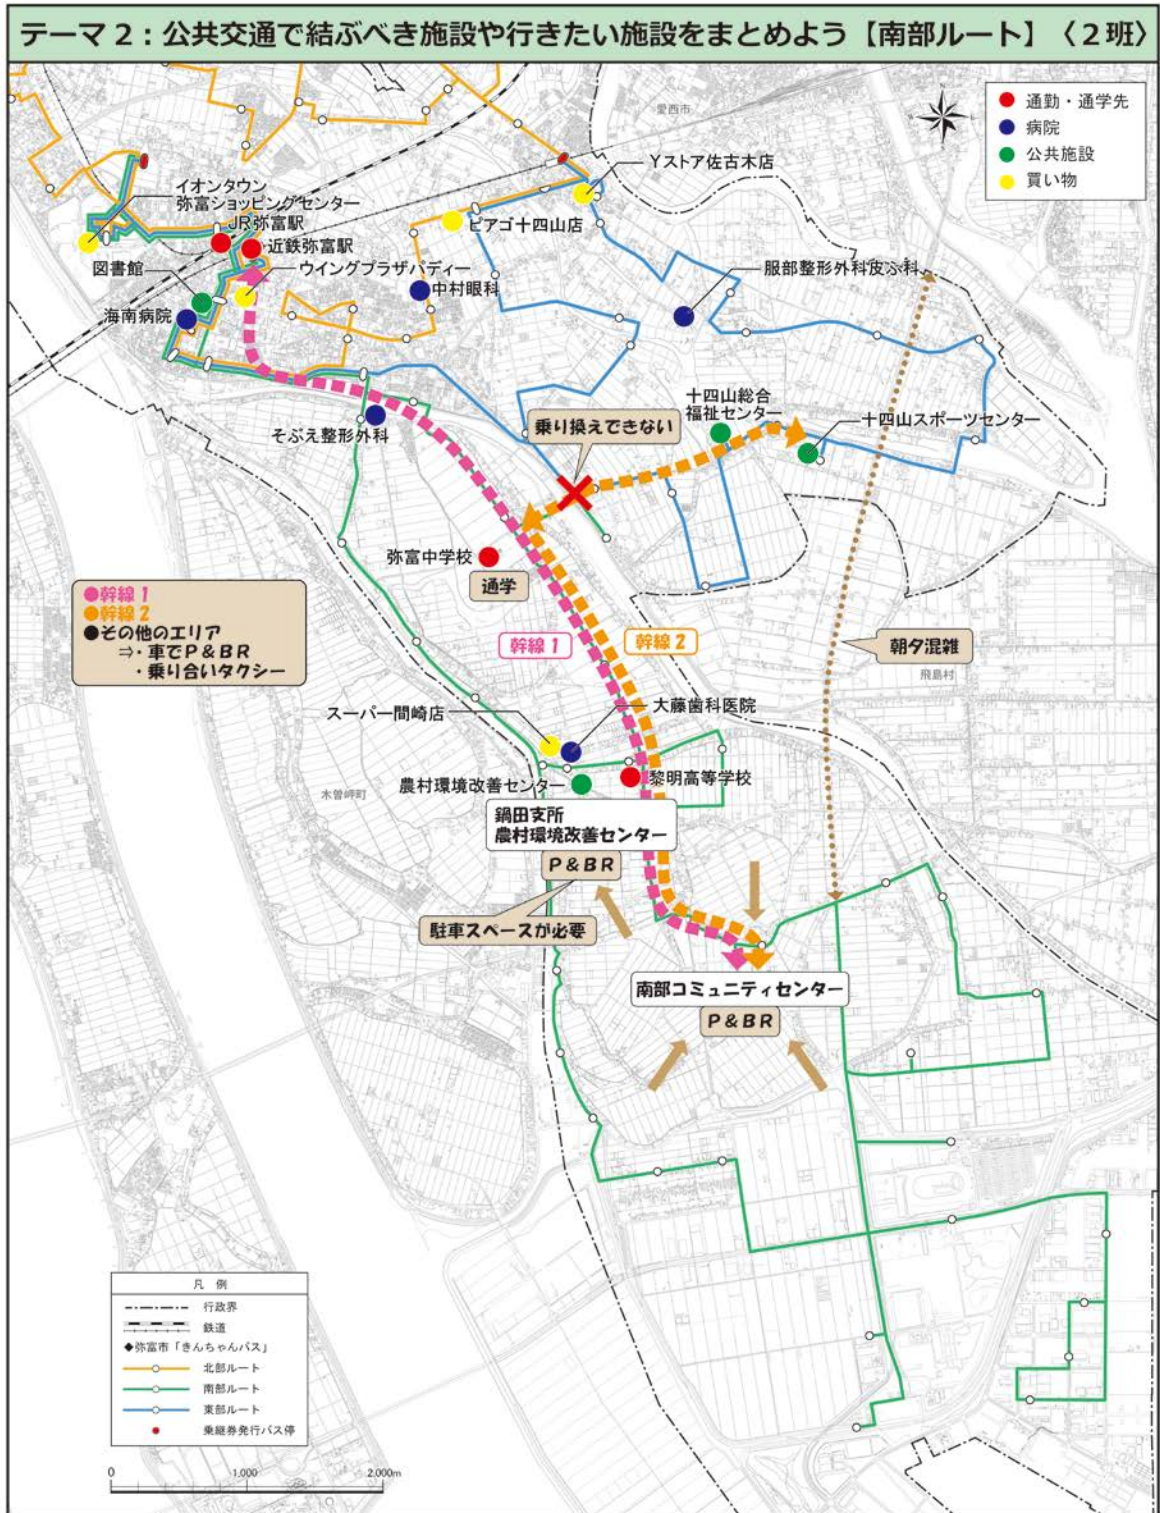 テーマ2：公共交通で結ぶべき施設や行きたい施設をまとめよう【南部ルート】〈2班〉
愛西市
通勤・通学先
病院
公共施設
買い物
Yストア佐古木店
イオンタウン
弥富ショッピングセンター
JR弥富駅
ピアゴ十四山店
近鉄弥富駅
図書館
ウイングプラザパディー
中村眼科
服部整形外科皮ふ科
海南病院
十四山総合
福祉センター
十四山スポーツセンター
乗り換えできない
そぶえ整形外科
弥富中学校
通学
●幹線1
●幹線2
●その他のエリア
⇒・車でP＆BR
・乗り合いタクシー
幹線1
幹線2
朝夕混雑
飛島村
スーパー間崎店
大藤歯科医院
木曽岬町
農村環境改善センター
黎明高等学校
鍋田支所
農村環境改善センター
P＆BR
駐車スペースが必要
南部コミュニティセンター
P＆BR
凡例
行政界
鉄道
◆弥富市「きんちゃんバス」
北部ルート
南部ルート
東部ルート
乗継券発行バス停
0 1,000 2,000m